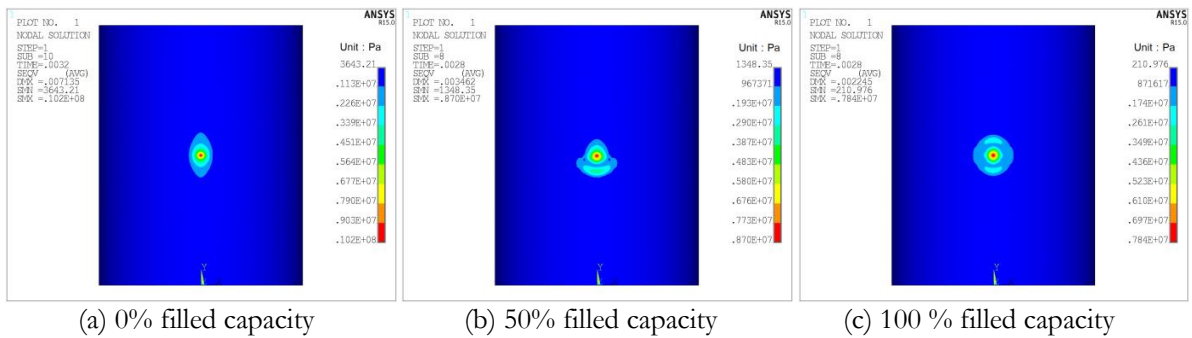 1
PLOT NO. 1
NODAL SOLUTION
STEP=1
SUB =10
TIME=.0032
SEQV (AVG)
DMX =.007135
SMN =3643.21
SMX =.102E+08
ANSYS
R15.0
Unit : Pa
3643.21
.113E+07
.226E+07
.339E+07
.451E+07
.564E+07
.677E+07
.790E+07
.903E+07
.102E+08
Y
(a) 0% filled capacity
1
PLOT NO. 1
NODAL SOLUTION
STEP=1
SUB =8
TIME=.0028
SEQV (AVG)
DMX =.003462
SMN =1348.35
SMX =.870E+07
ANSYS
R15.0
Unit : Pa
1348.35
967371
.193E+07
.290E+07
.387E+07
.483E+07
.580E+07
.676E+07
.773E+07
.870E+07
Y
(b) 50% filled capacity
1
PLOT NO. 1
NODAL SOLUTION
STEP=1
SUB =8
TIME=.0028
SEQV (AVG)
DMX =.002245
SMN =210.976
SMX =.784E+07
ANSYS
R15.0
Unit : Pa
210.976
871617
.174E+07
.261E+07
.349E+07
.436E+07
.523E+07
.610E+07
.697E+07
.784E+07
Y
(c) 100 % filled capacity